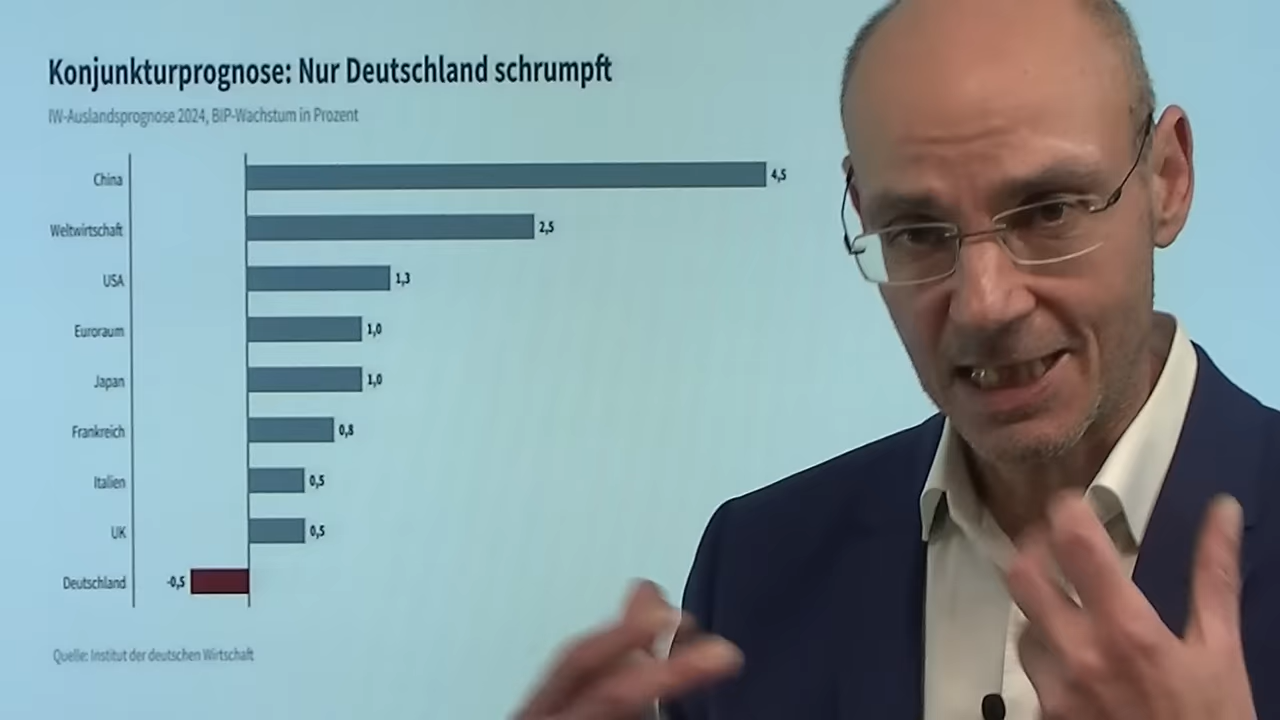 Konjunkturprognose: Nur Deutschland schrumpft
IW-Auslandsprognose 2024, BIP-Wachstum in Prozent
China 4,5
Weltwirtschaft 2,5
USA 1,3
Euroraum 1,0
Japan 1,0
Frankreich 0,8
Italien 0,5
UK 0,5
Deutschland -0,5
Quelle: Institut der deutschen Wirtschaft